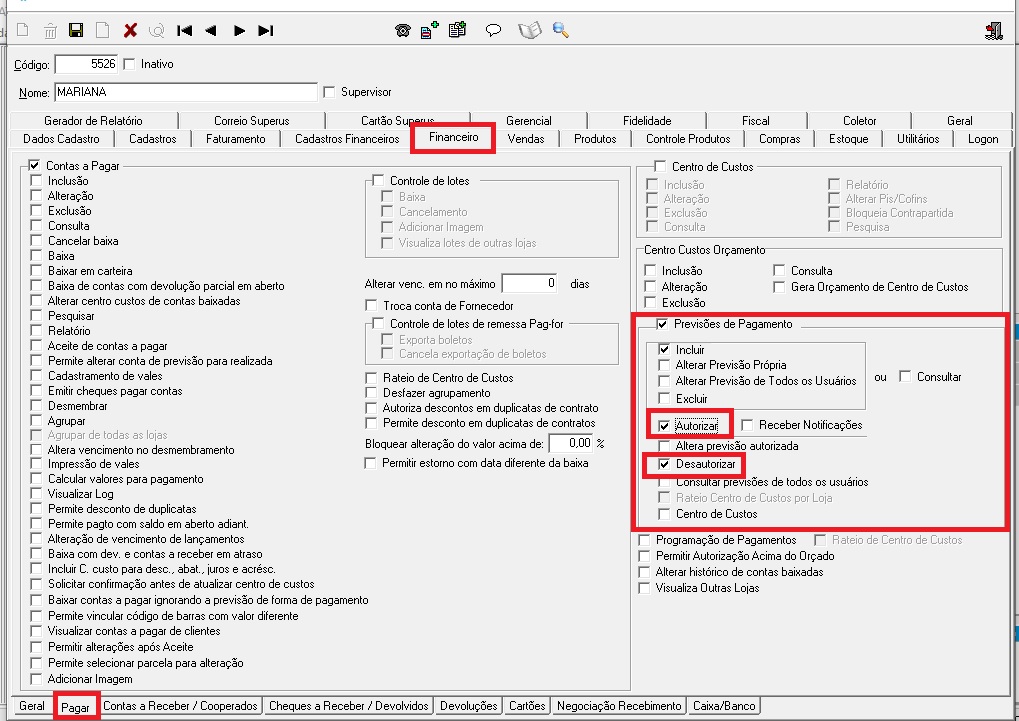 Código: 5526 Inativo
Nome: MARIANA Supervisor
Gerador de Relatório Correio Superus Cartão Superus Gerencial Fidelidade Fiscal Coletor Geral
Dados Cadastro Cadastros Faturamento Cadastros Financeiros Financeiro Vendas Produtos Controle Produtos Compras Estoque Utilitários Logon
Contas a Pagar
Inclusão
Alteração
Exclusão
Consulta
Cancelar baixa
Baixa
Baixar em carteira
Baixa de contas com devolução parcial em aberto
Alterar centro custos de contas baixadas
Pesquisar
Relatório
Aceite de contas a pagar
Permite alterar conta de previsão para realizada
Cadastramento de vales
Emitir cheques pagar contas
Desmembrar
Agrupar
Agrupar de todas as lojas
Altera vencimento no desmembramento
Impressão de vales
Calcular valores para pagamento
Visualizar Log
Permite desconto de duplicatas
Permite pagto com saldo em aberto adiant.
Alteração de vencimento de lançamentos
Baixa com dev. e contas a receber em atraso
Incluir C. custo para desc., abat., juros e acrésc.
Solicitar confirmação antes de atualizar centro de custos
Baixar contas a pagar ignorando a previsão de forma de pagamento
Permite vincular código de barras com valor diferente
Visualizar contas a pagar de clientes
Permitir alterações após Aceite
Permite selecionar parcela para alteração
Adicionar Imagem
Controle de lotes
Baixa
Cancelamento
Adicionar Imagem
Visualiza lotes de outras lojas
Alterar venc. em no máximo 0 dias
Troca conta de Fornecedor
Controle de lotes de remessa Pag-for
Exporta boletos
Cancela exportação de boletos
Rateio de Centro de Custos
Desfazer agrupamento
Autoriza descontos em duplicatas de contrato
Permite descontos em duplicatas de contratos
Bloquear alteração do valor acima de: 0,00 %
Permitir estorno com data diferente da baixa
Centro de Custos
Inclusão Relatório
Alteração Alterar Pis/Cofins
Exclusão Bloqueia Contrapartida
Consulta Pesquisa
Centro Custos Orçamento
Inclusão Consulta
Alteração Gera Orçamento de Centro de Custos
Exclusão
Previsões de Pagamento
Incluir
Alterar Previsão Própria
Alterar Previsão de Todos os Usuários ou Consultar
Excluir
Autorizar Receber Notificações
Altera previsão autorizada
Desautorizar
Consultar previsões de todos os usuários
Rateio Centro de Custos por Loja
Centro de Custos
Programação de Pagamentos Rateio de Centro de Custos
Permitir Autorização Acima do Orçado
Alterar histórico de contas baixadas
Visualiza Outras Lojas
Geral Pagar Contas a Receber / Cooperados Cheques a Receber / Devolvidos Devoluções Cartões Negociação Recebimento Caixa/Banco